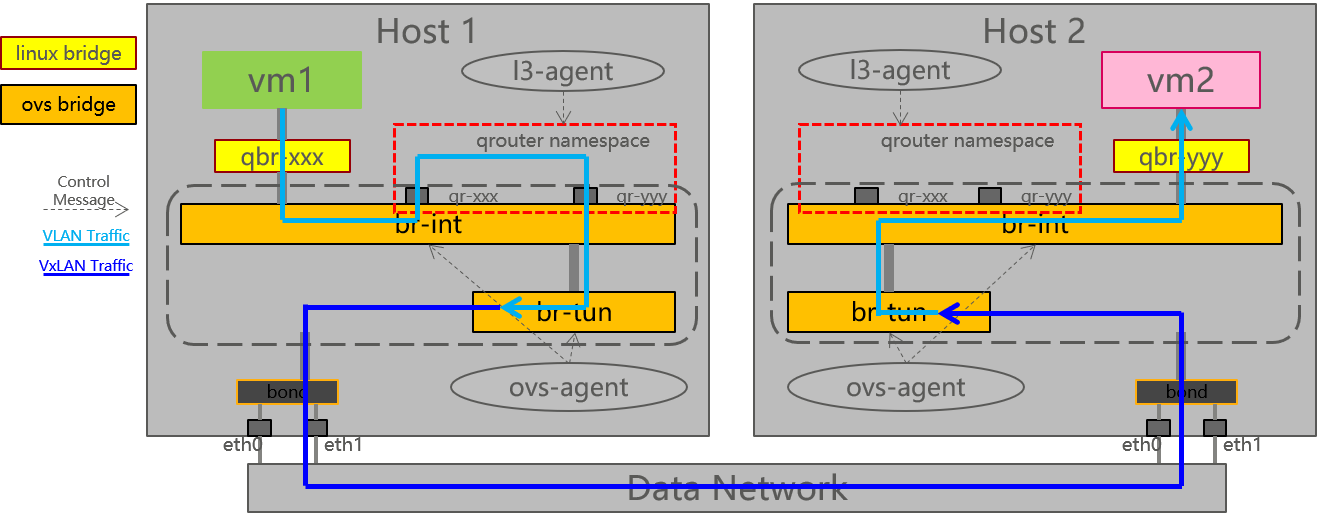 Host 1
Host 2
linux bridge
ovs bridge
vm1
l3-agent
l3-agent
vm2
qrouter namespace
qrouter namespace
qbr-xxx
qbr-yyy
Control
Message
VLAN Traffic
VxLAN Traffic
qr-xxx
qr-yyy
qr-xxx
qr-yyy
br-int
br-int
br-tun
br-tun
ovs-agent
ovs-agent
bond
bond
eth0
eth1
eth0
eth1
Data Network